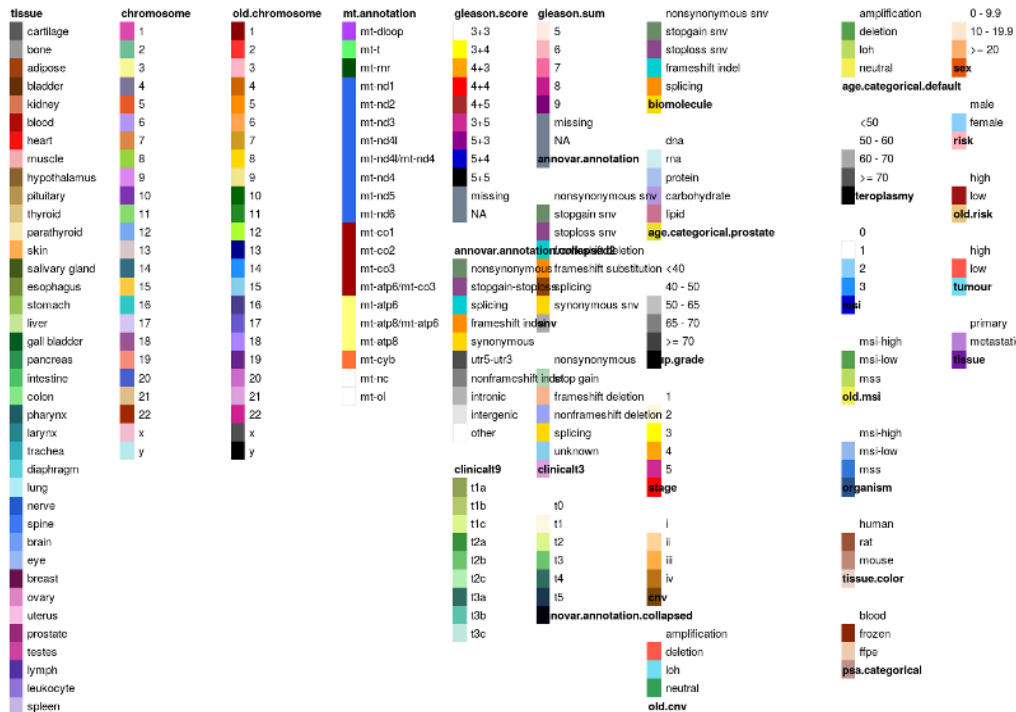 tissue
cartilage
bone
adipose
bladder
kidney
blood
heart
muscle
hypothalamus
pituitary
thyroid
parathyroid
skin
salivary gland
esophagus
stomach
liver
gall bladder
pancreas
intestine
colon
pharynx
larynx
trachea
diaphragm
lung
nerve
spine
brain
eye
breast
ovary
uterus
prostate
testes
lymph
leukocyte
spleen
chromosome
1
2
3
4
5
6
7
8
9
10
11
12
13
14
15
16
17
18
19
20
21
22
x
y
old.chromosome
1
2
3
4
5
6
7
8
9
10
11
12
13
14
15
16
17
18
19
20
21
22
x
y
mt.annotation
mt-dloop
mt-t
mt-rnr
mt-nd1
mt-nd2
mt-nd3
mt-nd4l
mt-nd4l/mt-nd4
mt-nd4
mt-nd5
mt-nd6
mt-co1
mt-co2
mt-co3
mt-atp6/mt-co3
mt-atp6
mt-atp8/mt-atp6
mt-atp8
mt-cyb
mt-nc
mt-ol
gleason.score
3+3
3+4
4+3
4+4
4+5
3+5
5+3
5+4
5+5
missing
NA
annovar.annotation.collapsed2
nonsynonymous
stopgain-stoploss
splicing
frameshift indel
synonymous
utr5-utr3
nonframeshift indel
intronic
intergenic
other
clinicalt9
t1a
t1b
t1c
t2a
t2b
t2c
t3a
t3b
t3c
gleason.sum
5
6
7
8
9
missing
NA
annovar.annotation
nonsynonymous snv
stopgain snv
stoploss snv
frameshift deletion
frameshift substitution
splicing
synonymous snv
snv
nonsynonymous
stop gain
frameshift deletion
nonframeshift deletion
splicing
unknown
clinicalt3
t0
t1
t2
t3
t4
t5
novar.annotation.collapsed
nonsynonymous snv
stopgain snv
stoploss snv
frameshift indel
splicing
biomolecule
dna
rna
protein
carbohydrate
lipid
age.categorical.prostate
<40
40 - 50
50 - 65
65 - 70
>= 70
p.grade
1
2
3
4
5
stage
i
ii
iii
iv
cnv
amplification
deletion
loh
neutral
old.cnv
amplification
deletion
loh
neutral
age.categorical.default
<50
50 - 60
60 - 70
>= 70
teroplasmy
0
1
2
3
msi
msi-high
msi-low
mss
old.msi
msi-high
msi-low
mss
organism
human
rat
mouse
tissue.color
blood
frozen
ffpe
psa.categorical
0 - 9.9
10 - 19.9
>= 20
sex
male
female
risk
high
low
old.risk
high
low
tumour
primary
metastati
tissue